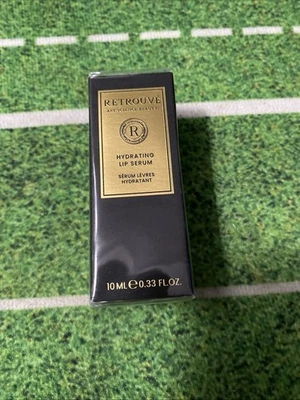 RETROUVÉ
R
HYDRATING
LIP SERUM
SÉRUM LÈVRES
HYDRATANT
10 ML ℮ 0.33 FL.OZ.